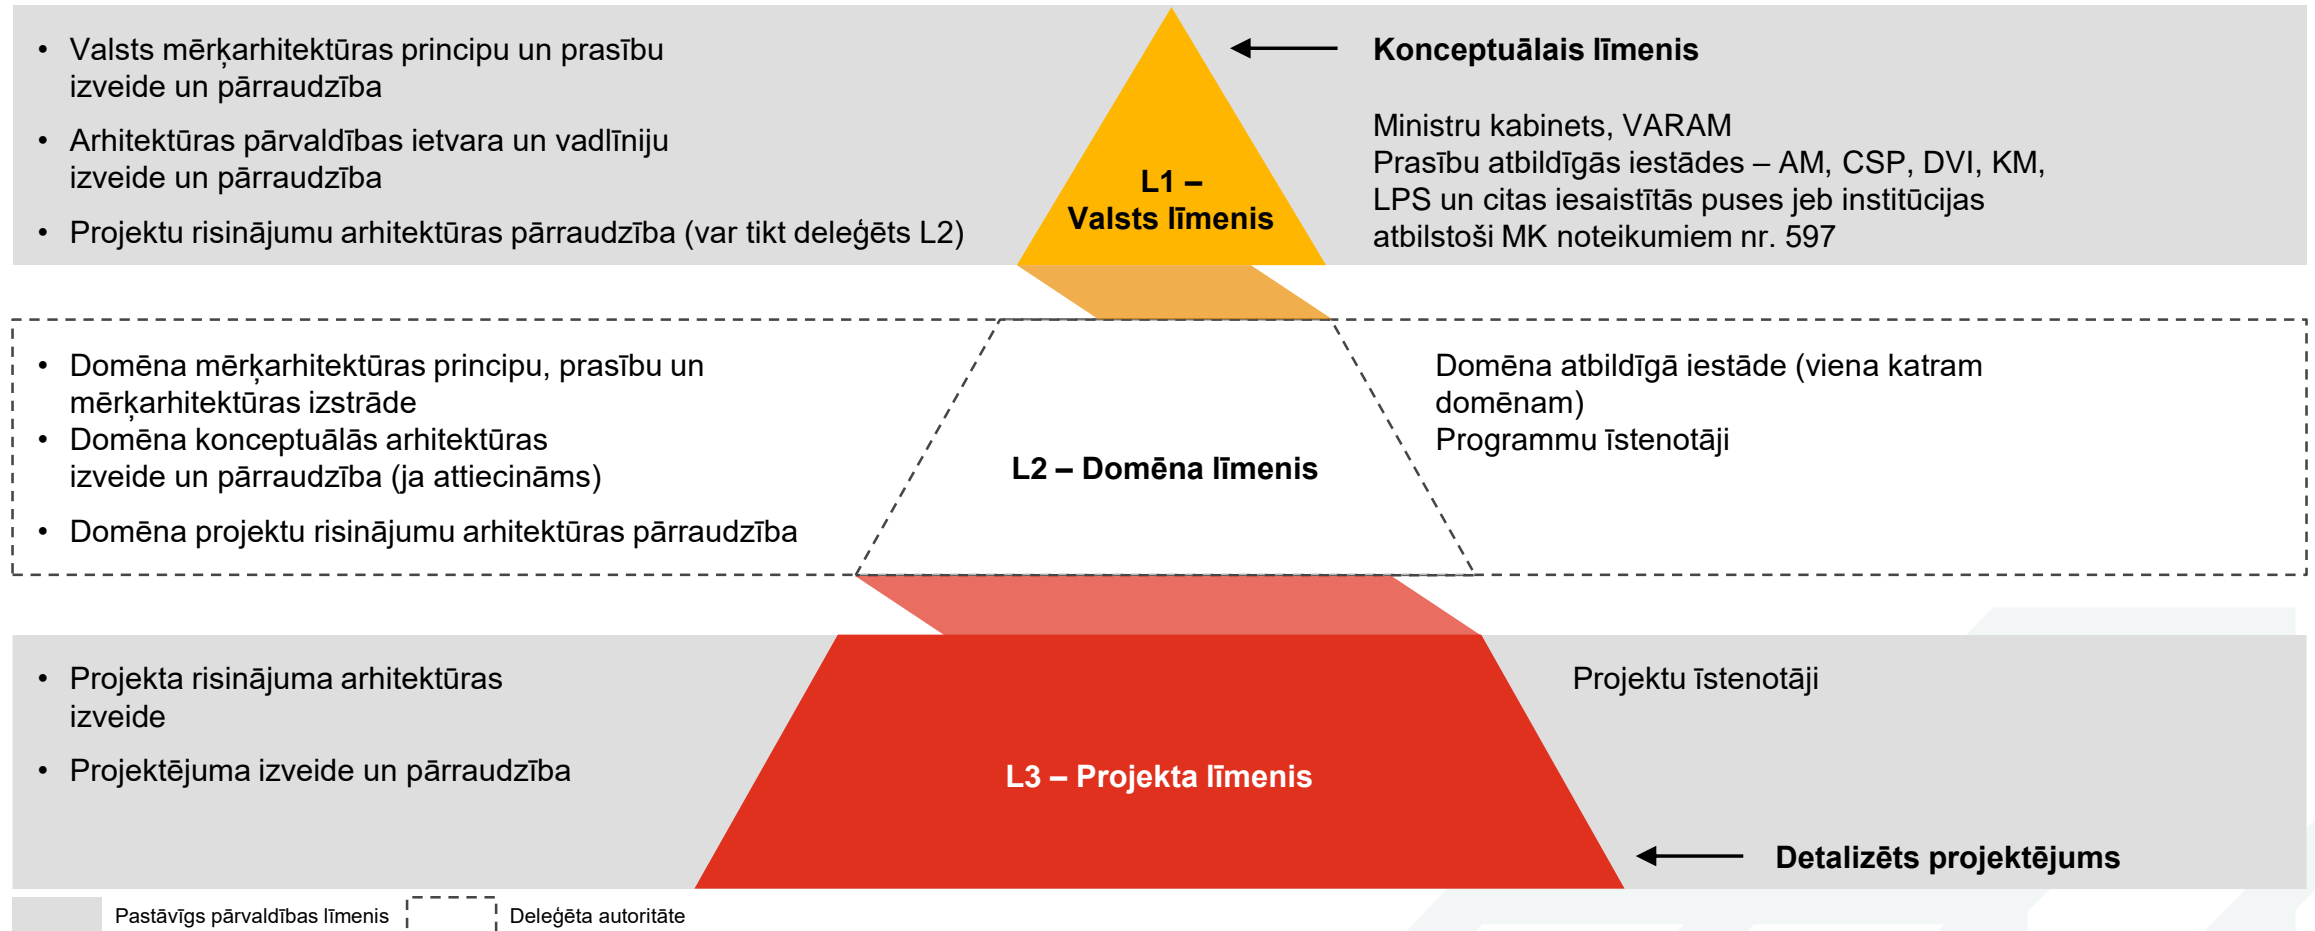 • Valsts mērķarhitektūras principu un prasību
izveide un pārraudzība
• Arhitektūras pārvaldības ietvara un vadlīniju
izveide un pārraudzība
• Projektu risinājumu arhitektūras pārraudzība (var tikt deleģēts L2)
L1 –
Valsts līmenis
Konceptuālais līmenis
Ministru kabinets, VARAM
Prasību atbildīgās iestādes – AM, CSP, DVI, KM,
LPS un citas iesaistītās puses jeb institūcijas
atbilstoši MK noteikumiem nr. 597
• Domēna mērķarhitektūras principu, prasību un
mērķarhitektūras izstrāde
• Domēna konceptuālās arhitektūras
izveide un pārraudzība (ja attiecināms)
• Domēna projektu risinājumu arhitektūras pārraudzība
L2 – Domēna līmenis
Domēna atbildīgā iestāde (viena katram
domēnam)
Programmu īstenotāji
• Projekta risinājuma arhitektūras
izveide
• Projektējuma izveide un pārraudzība
L3 – Projekta līmenis
Projektu īstenotāji
Detalizēts projektējums
Pastāvīgs pārvaldības līmenis
Deleģēta autoritāte